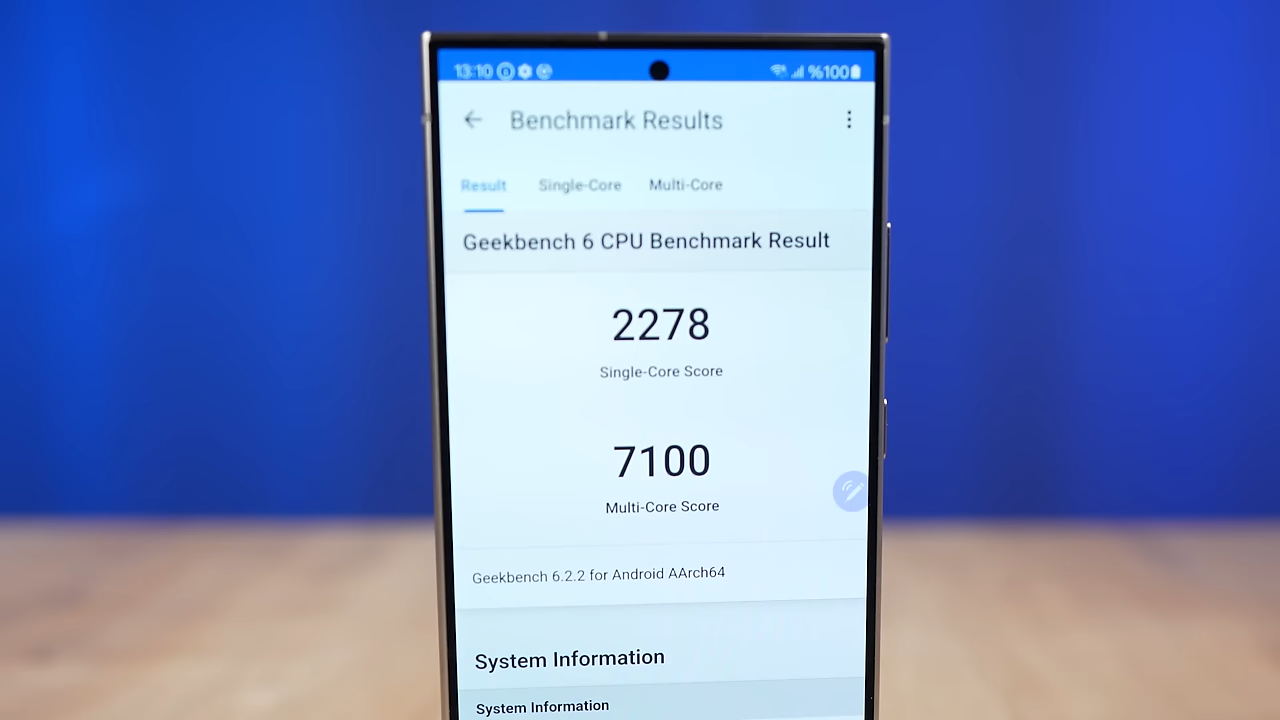 13:10 %100
Benchmark Results
Result Single-Core Multi-Core
Geekbench 6 CPU Benchmark Result
2278
Single-Core Score
7100
Multi-Core Score
Geekbench 6.2.2 for Android AArch64
System Information
System Information